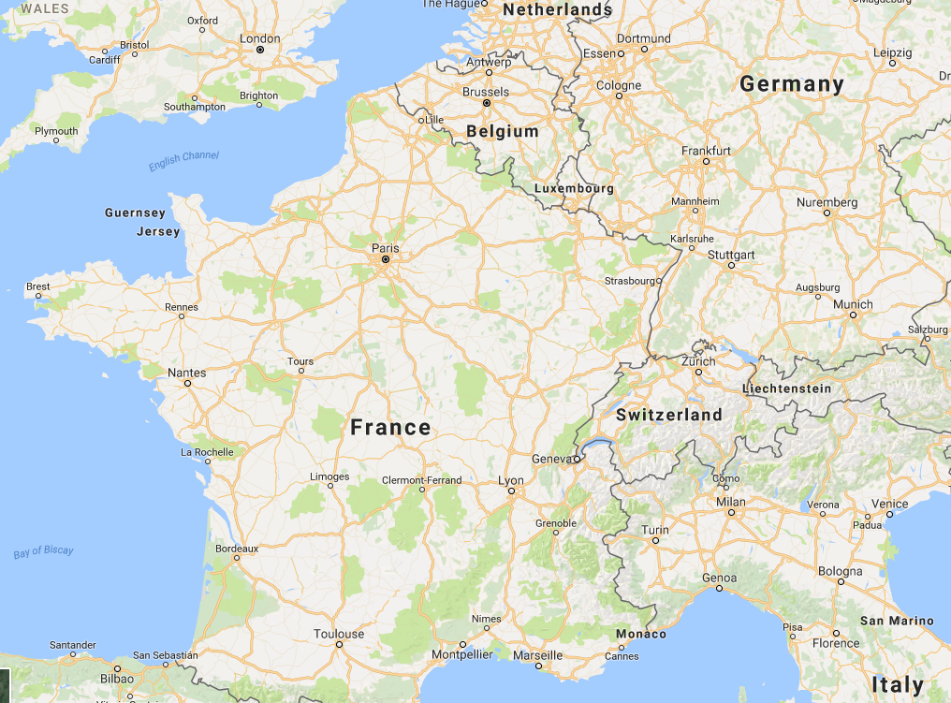 WALES
The Hague
Netherlands
Magdeburg
Oxford
London
Bristol
Cardiff
Dortmund
Essen
Leipzig
Antwerp
Brussels
Cologne
Germany
Southampton
Brighton
Lille
Belgium
Plymouth
English Channel
Frankfurt
Luxembourg
Mannheim
Nuremberg
Guernsey
Jersey
Karlsruhe
Paris
Stuttgart
Strasbourg
Brest
Augsburg
Munich
Rennes
Salzburg
Tours
Zürich
Nantes
Liechtenstein
Switzerland
France
La Rochelle
Geneva
Limoges
Clermont-Ferrand
Lyon
Como
Milan
Verona
Venice
Padua
Grenoble
Turin
Bay of Biscay
Bordeaux
Genoa
Bologna
Nimes
San Marino
Toulouse
Monaco
Pisa
Florence
Santander
San Sebastián
Montpellier
Marseille
Cannes
Bilbao
Italy